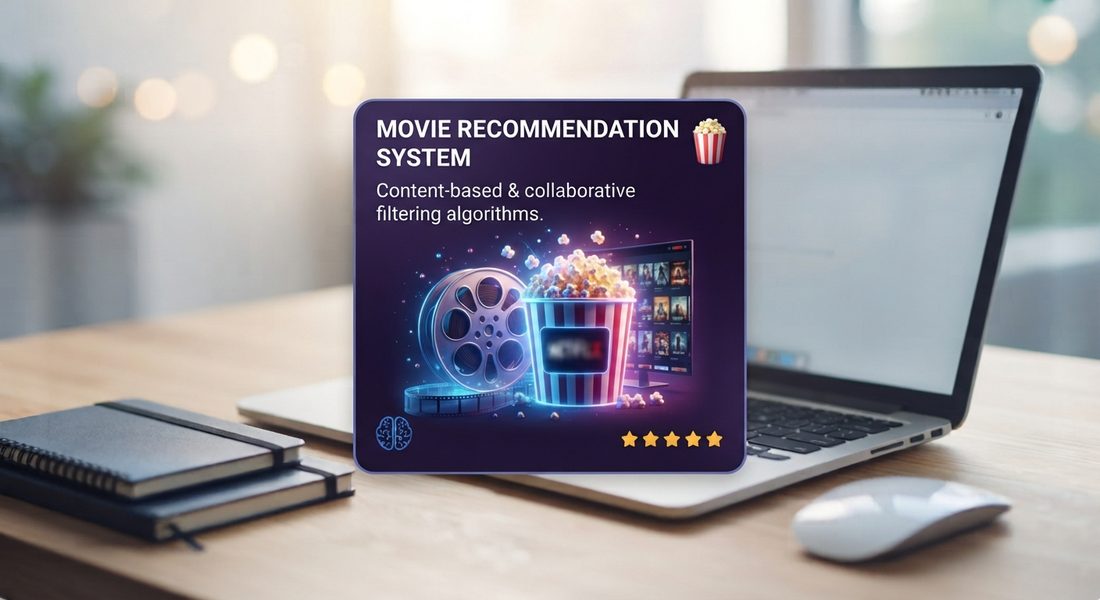 MOVIE RECOMMENDATION
SYSTEM
Content-based & collaborative
filtering algorithms.